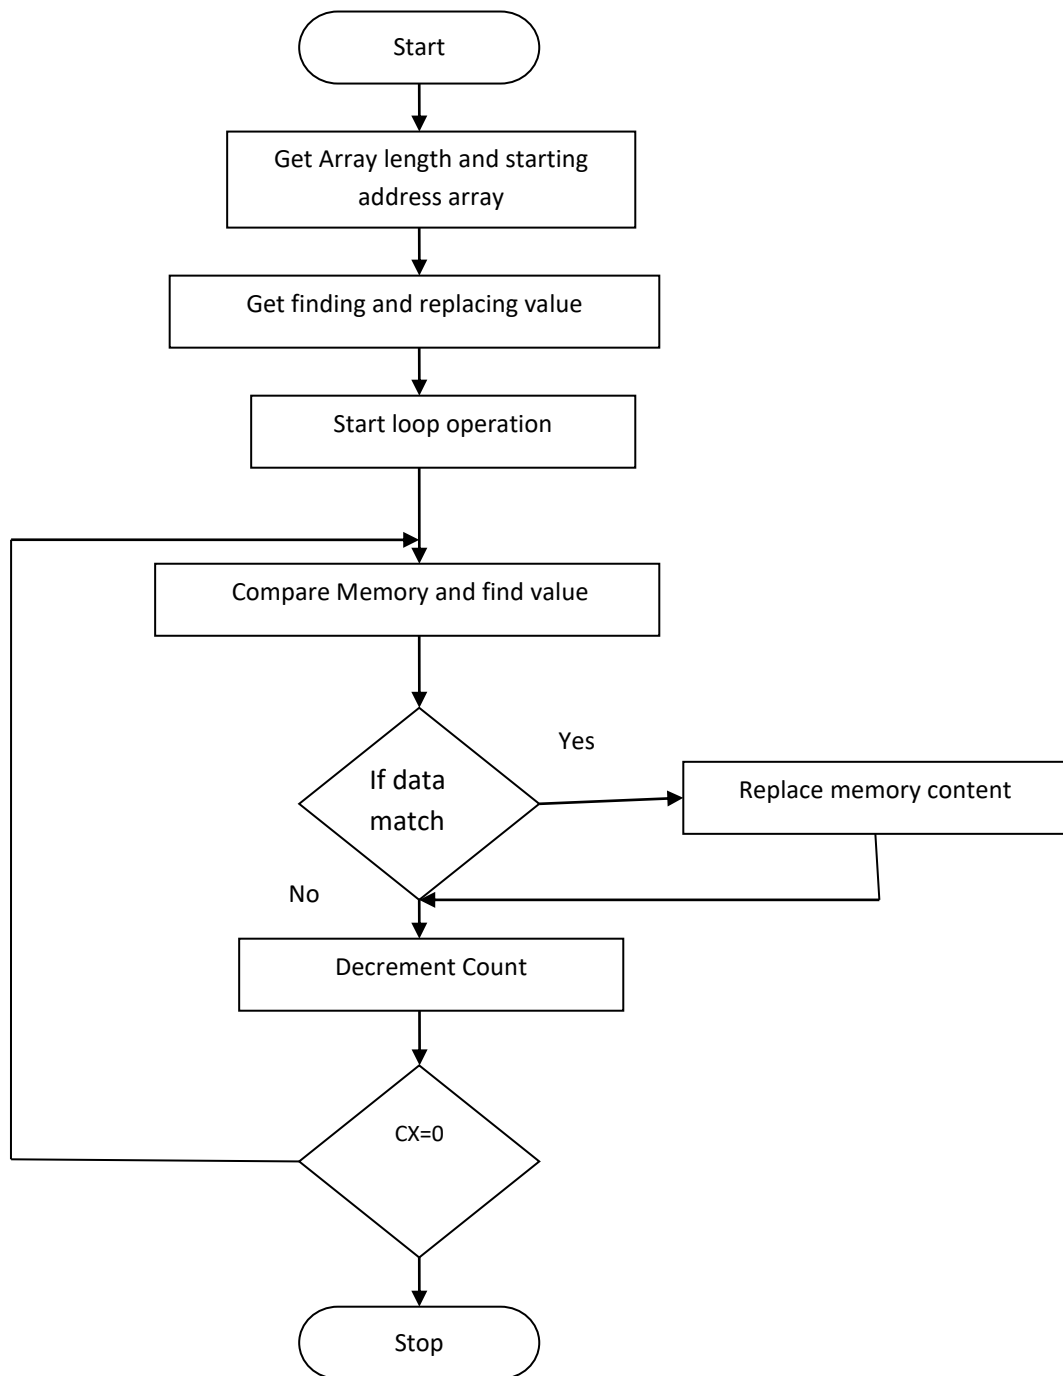 Start
Get Array length and starting
address array
Get finding and replacing value
Start loop operation
Compare Memory and find value
Yes
If data
match
Replace memory content
No
Decrement Count
CX=0
Stop